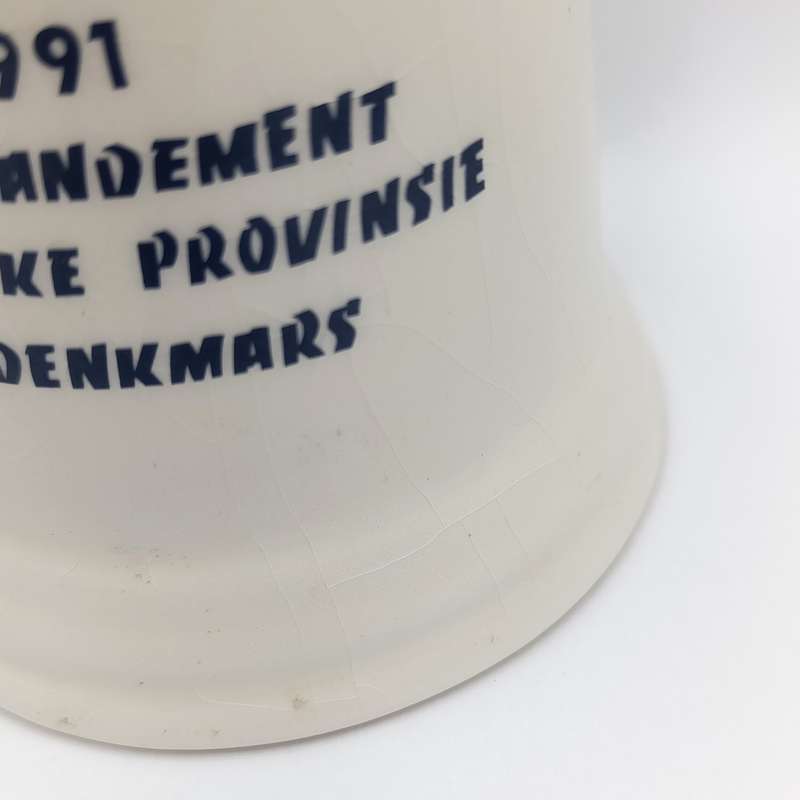 991
ANDEMENT
KE PROVINSIE
DENKMARS